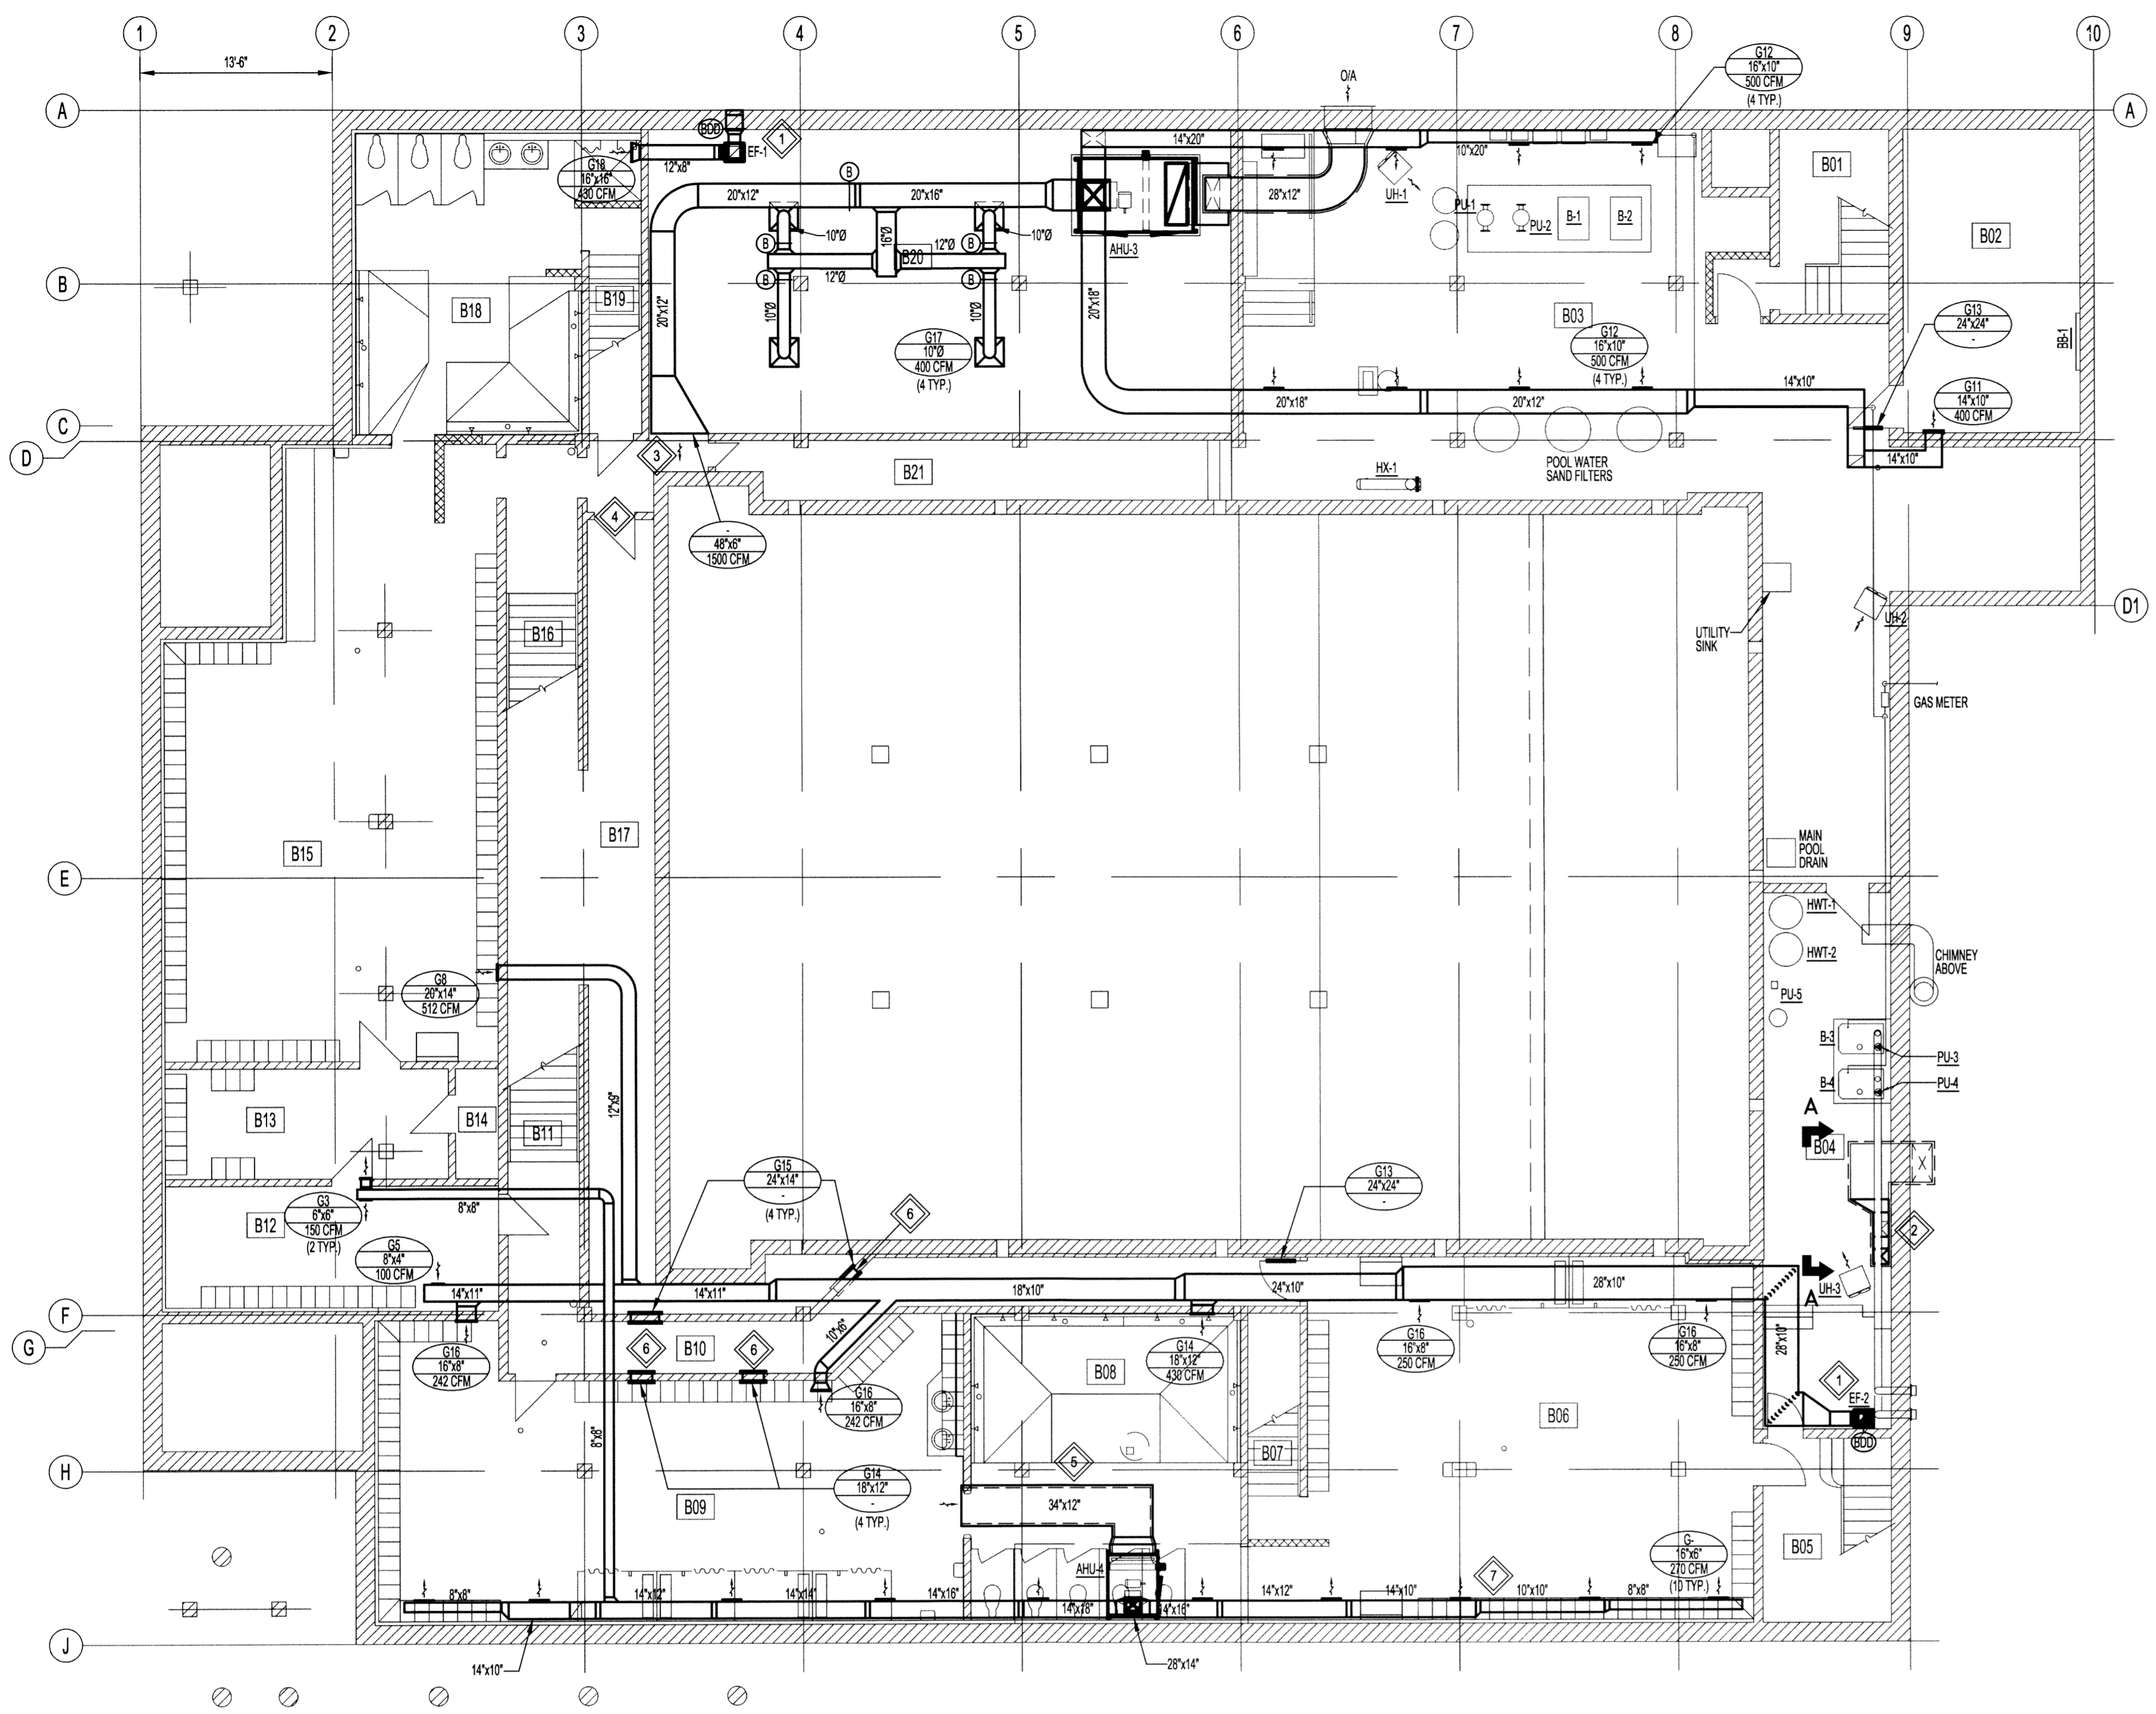 1
2
3
4
5
6
7
8
9
10
13'-6"
G12
16"x10"
500 CFM
(4 TYP.)
O/A
A
A
BDD
1
EF-1
12"x8"
G18
16"x16"
430 CFM
14"x20"
10"x20"
B01
B
20"x12"
20"x16"
28"x12"
UH-1
PU-1
PU-2
B-1
B-2
B02
10"Ø
16"Ø
10"Ø
B
B
12"Ø
B20
AHU-3
12"Ø
B
B
B
B18
B19
20"x12"
10"Ø
10"Ø
20"x18"
B03
G13
24"x24"
-
BB-1
G17
10"Ø
400 CFM
(4 TYP.)
G12
16"x10"
500 CFM
(4 TYP.)
14"x10"
G11
14"x10"
400 CFM
20"x18"
20"x12"
C
D
3
B21
HX-1
POOL WATER
SAND FILTERS
14"x10"
4
-
48"x6"
1500 CFM
D1
UH-2
B16
UTILITY
SINK
GAS METER
B17
B15
MAIN
POOL
DRAIN
E
HWT-1
HWT-2
CHIMNEY
ABOVE
G8
20"x14"
512 CFM
PU-5
B-3
PU-3
B-4
PU-4
12"x9"
B13
B14
B11
A
B04
G15
24"x14"
-
(4 TYP.)
G13
24"x24"
-
G3
6"x6"
150 CFM
(2 TYP.)
8"x8"
B12
6
2
G5
8"x4"
100 CFM
14"x11"
14"x11"
18"x10"
24"x10"
28"x10"
UH-3
A
F
G
10"x6"
28"x10"
6
6
B10
G16
16"x8"
242 CFM
B08
G14
18"x12"
430 CFM
G16
16"x8"
250 CFM
G16
16"x8"
250 CFM
1
EF-2
BDD
G16
16"x8"
242 CFM
8"x8"
B06
B07
H
5
G14
18"x12"
-
(4 TYP.)
B09
34"x12"
AHU-4
7
G-
16"x6"
270 CFM
(10 TYP.)
B05
8"x8"
14"x12"
14"x14"
14"x16"
14"x18"
14"x16"
14"x12"
14"x10"
10"x10"
8"x8"
J
14"x10"
28"x14"